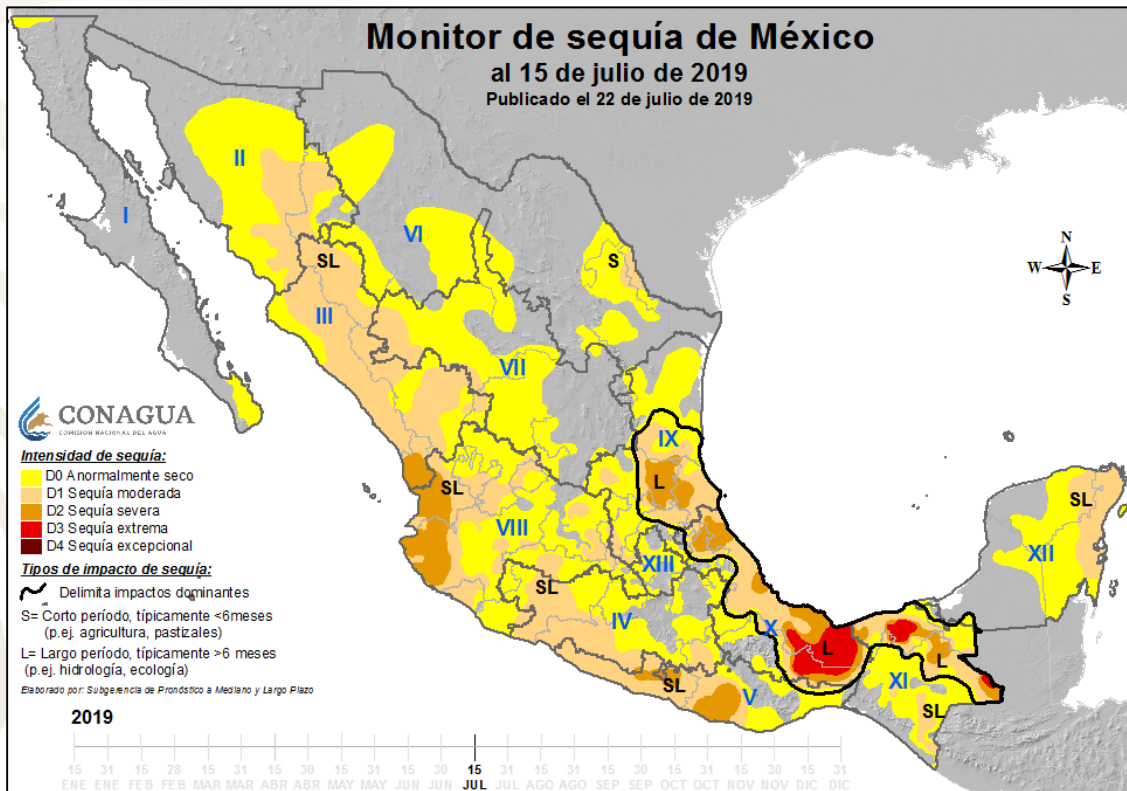 Monitor de sequía de México
al 15 de julio de 2019
Publicado el 22 de julio de 2019
II
I
VI
S
SL
III
N
W E
S
VII
CONAGUA
COMISIÓN NACIONAL DEL AGUA
IX
L
Intensidad de sequía:
D0 Anormalmente seco
D1 Sequía moderada
D2 Sequía severa
D3 Sequía extrema
D4 Sequía excepcional
SL
VIII
SL
XII
XIII
Tipos de impacto de sequía:
Delimita impactos dominantes
S= Corto período, típicamente <6meses
(p.ej. agricultura, pastizales)
L= Largo período, típicamente >6 meses
(p.ej. hidrología, ecología)
Elaborado por: Subgerencia de Pronóstico a Mediano y Largo Plazo
SL
IV
X
L
L
XI
SL
V
SL
2019
15 31 15 28 15 31 15 30 15 31 15 30 15 31 15 31 15 30 15 31 15 30 15 31
ENE ENE FEB FEB MAR MAR ABR ABR MAY MAY JUN JUN JUL JUL AGO AGO SEP SEP OCT OCT NOV NOV DIC DIC